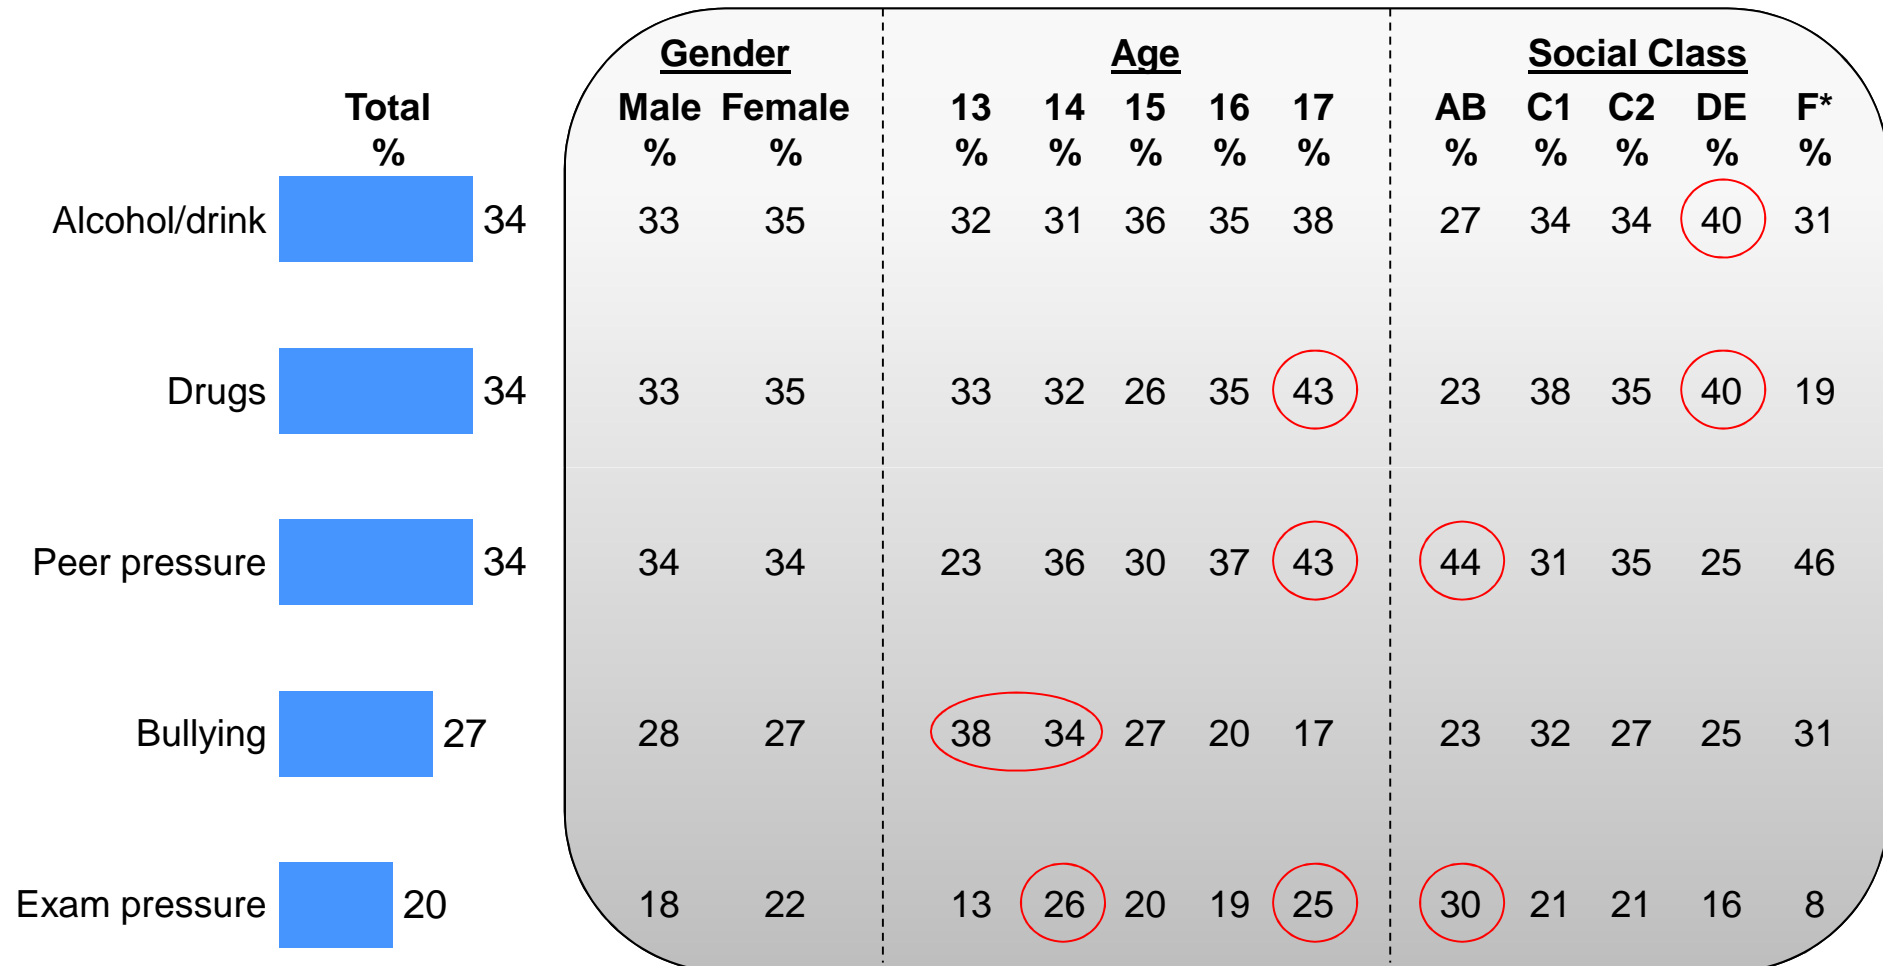 Gender Age Social Class
Total Male Female 13 14 15 16 17 AB C1 C2 DE F*
% % % % % % % % % % % % %
Alcohol/drink 34 33 35 32 31 36 35 38 27 34 34 40 31
Drugs 34 33 35 33 32 26 35 43 23 38 35 40 19
Peer pressure 34 34 34 23 36 30 37 43 44 31 35 25 46
Bullying 27 28 27 38 34 27 20 17 23 32 27 25 31
Exam pressure 20 18 22 13 26 20 19 25 30 21 21 16 8